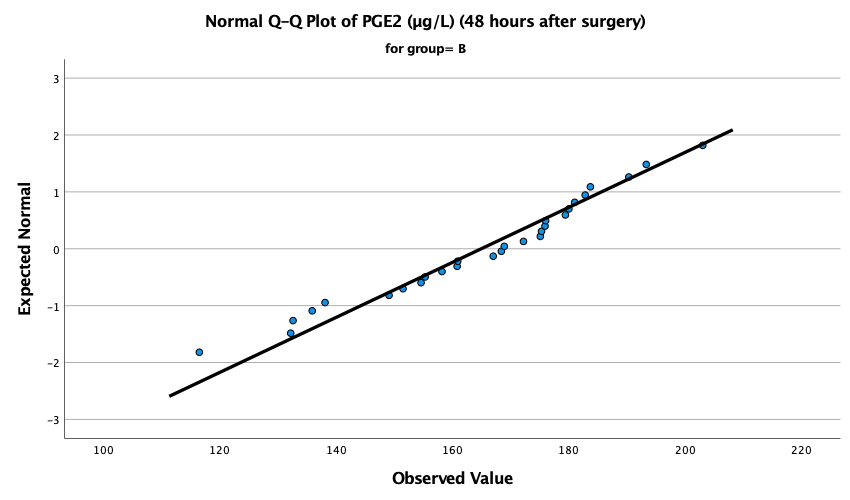 Normal Q-Q Plot of PGE2 (µg/L) (48 hours after surgery)
for group= B
Expected Normal
3
2
1
0
-1
-2
-3
100 120 140 160 180 200 220
Observed Value